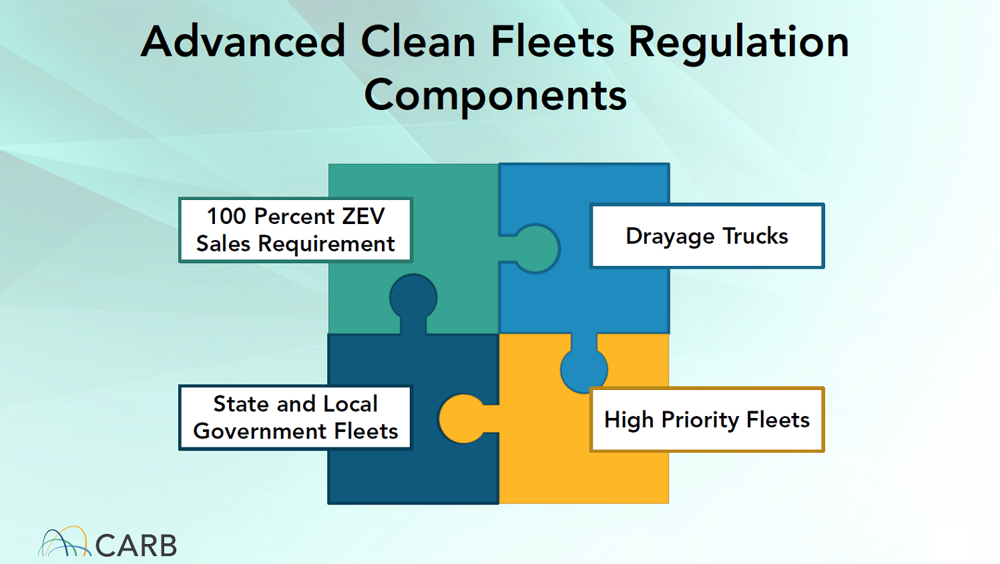 Advanced Clean Fleets Regulation
Components
100 Percent ZEV
Sales Requirement
Drayage Trucks
State and Local
Government Fleets
High Priority Fleets
CARB